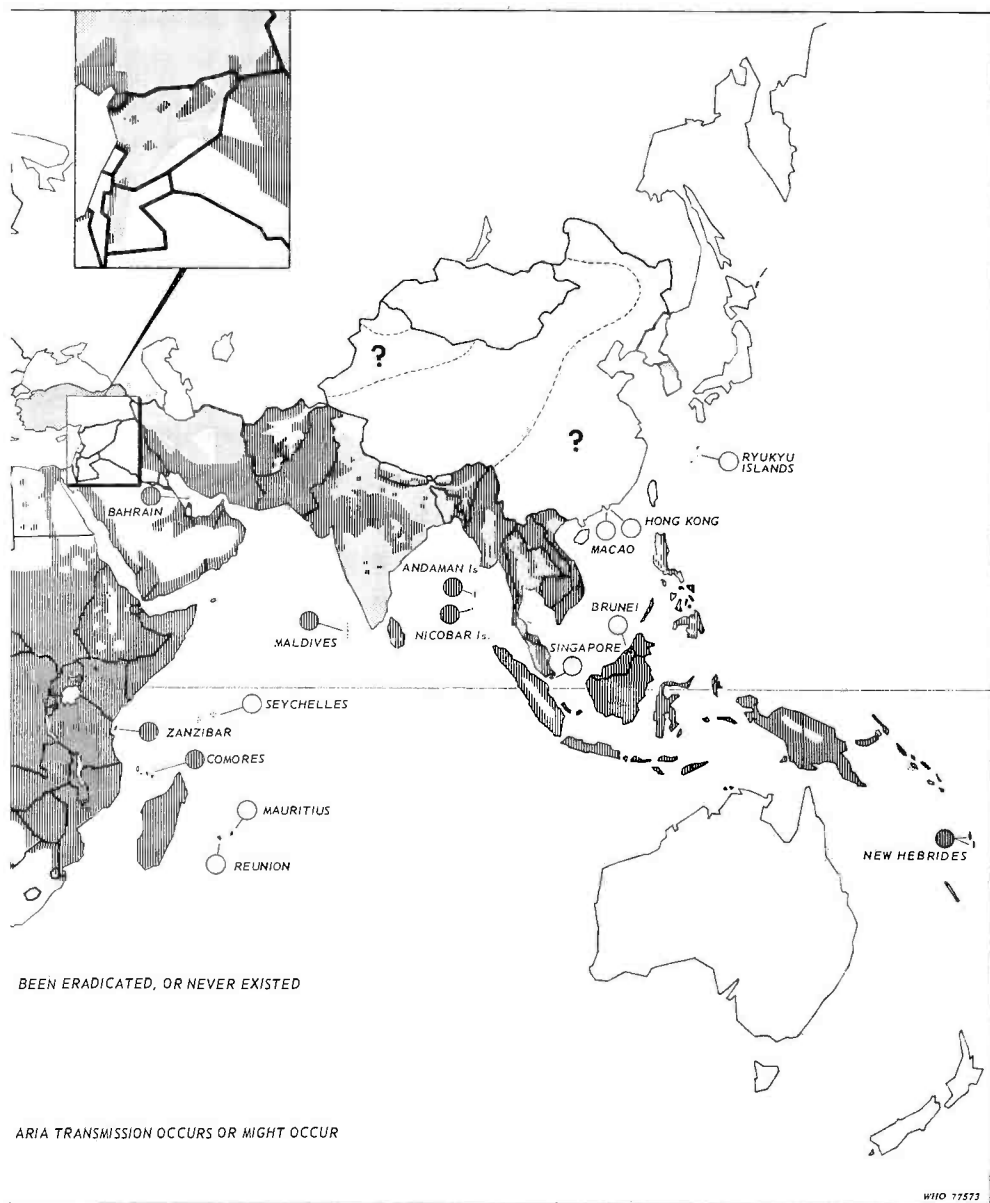 ?
?
RYUKYU
ISLANDS
BAHRAIN
HONG KONG
MACAO
ANDAMAN Is
BRUNEI
MALDIVES
NICOBAR Is.
SINGAPORE
SEYCHELLES
ZANZIBAR
COMORES
MAURITIUS
REUNION
NEW HEBRIDES
BEEN ERADICATED, OR NEVER EXISTED
ARIA TRANSMISSION OCCURS OR MIGHT OCCUR
WHO 77573